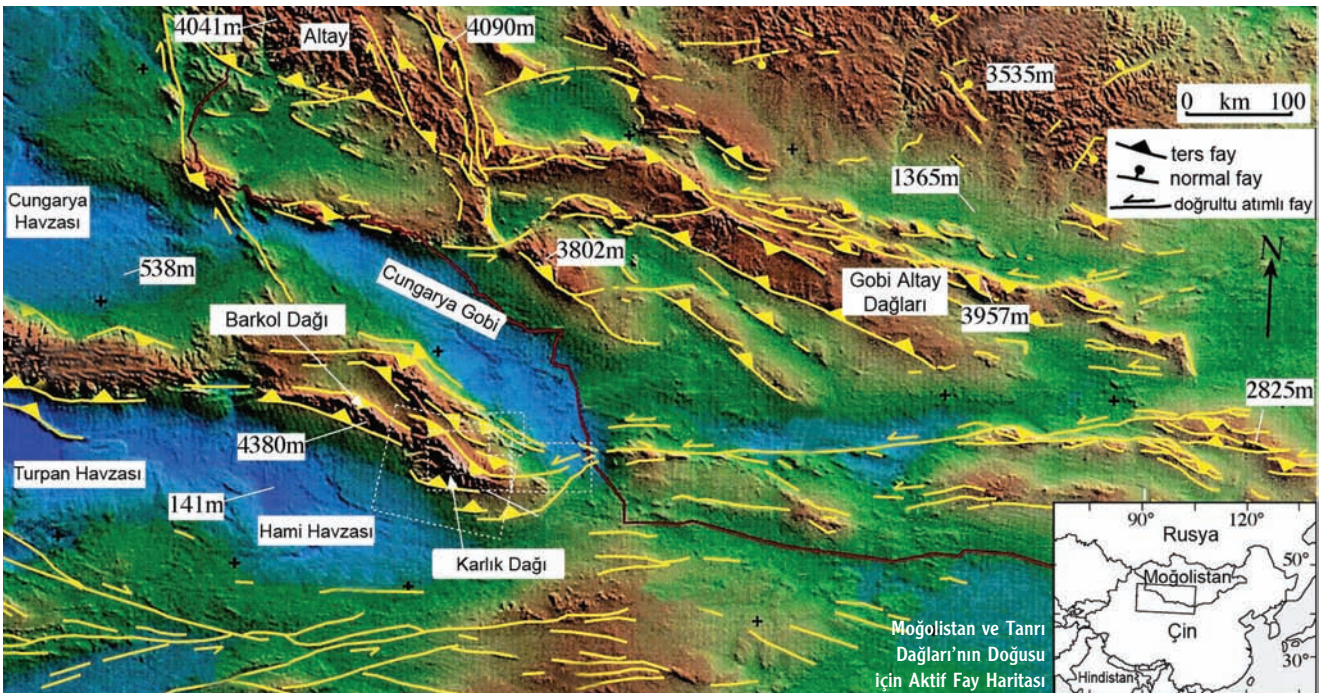 4041m
Altay
4090m
3535m
0 km 100
ters fay
normal fay
doğrultu atımlı fay
1365m
Cungarya
Havzası
538m
3802m
N
Cungarya Gobi
Gobi Altay
Dağları
3957m
Barkol Dağı
2825m
4380m
Turpan Havzası
141m
Hami Havzası
Karlık Dağı
90°
120°
Rusya
50°
Moğolistan
Çin
30°
Hindistan
Moğolistan ve Tanrı
Dağları'nın Doğusu
için Aktif Fay Haritası